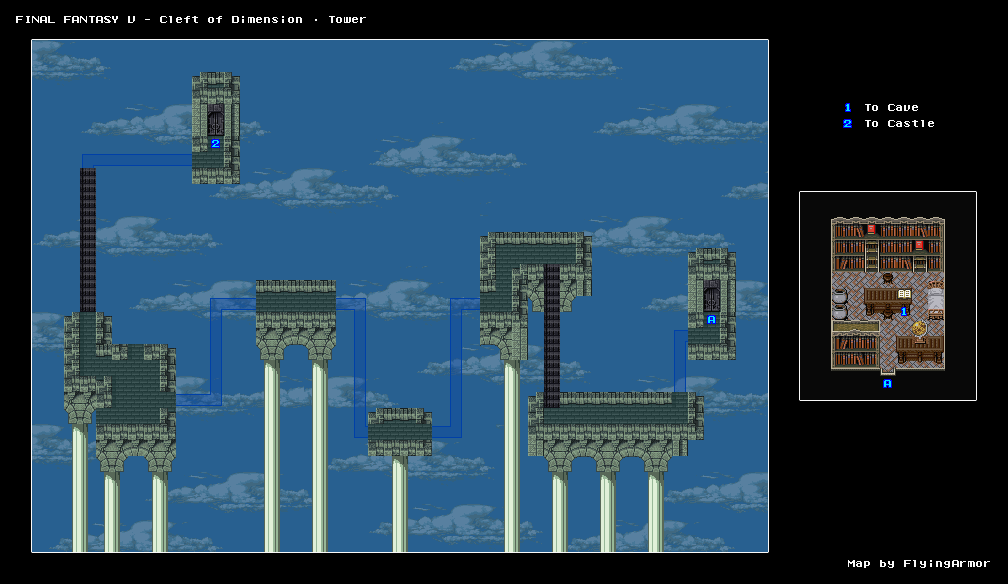 FINAL FANTASY V - Cleft of Dimension · Tower
1 To Cave
2 To Castle
2
A
1
A
Map by FlyingArmor